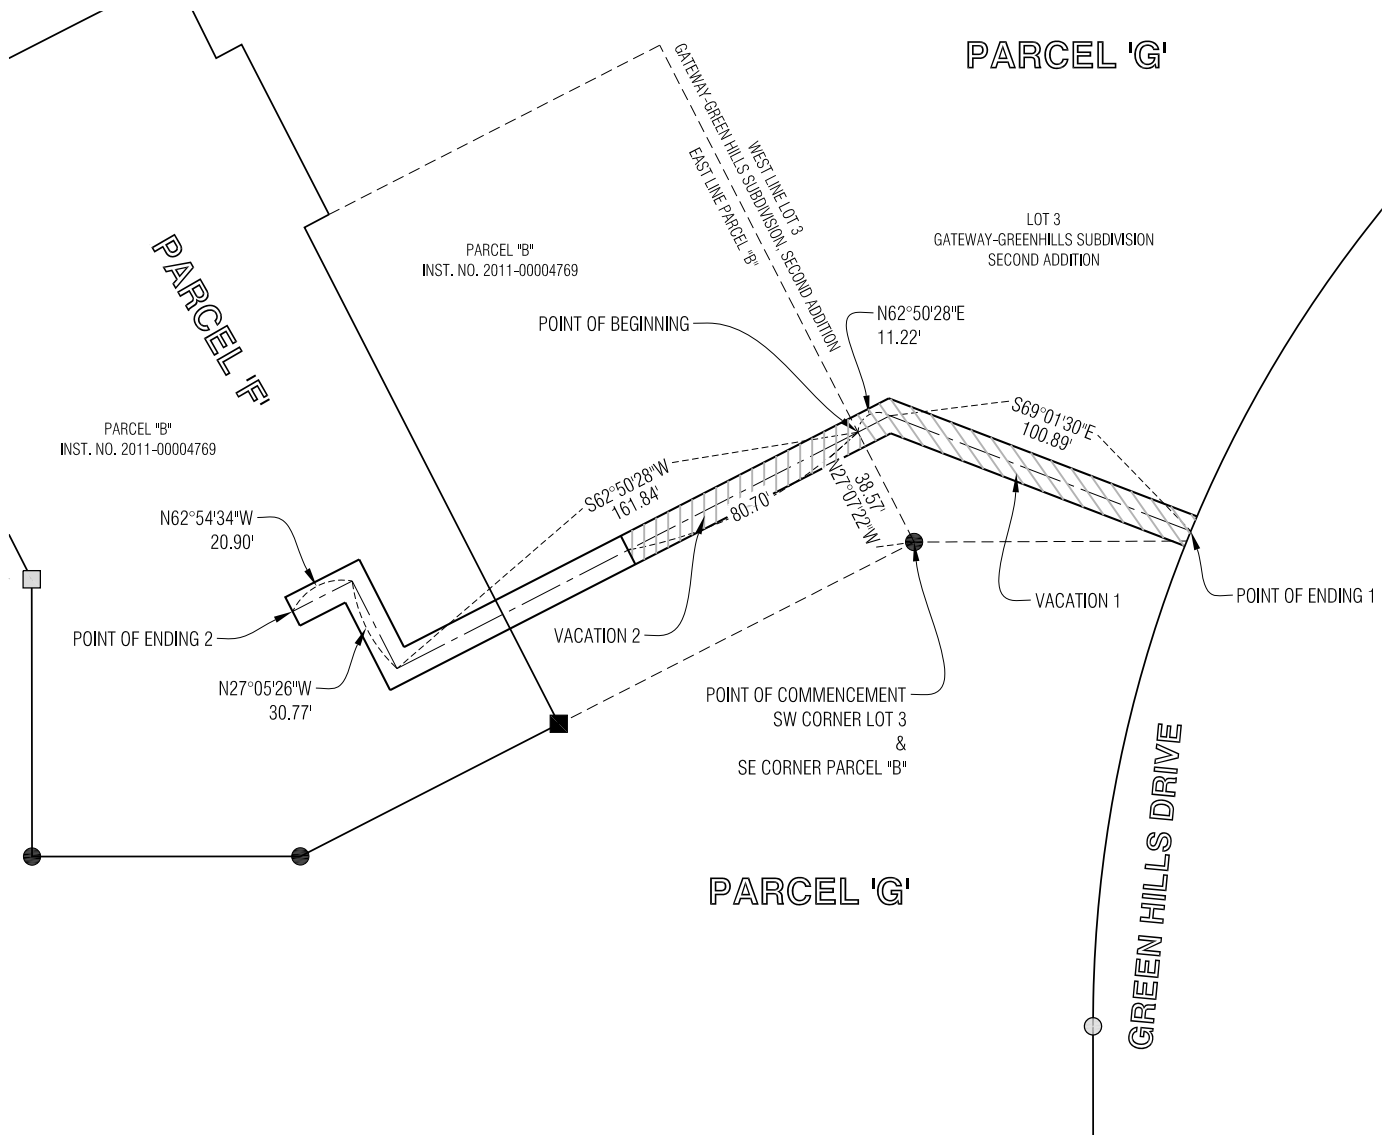 PARCEL 'G'
GATEWAY-GREEN HILLS SUBDIVISION, SECOND ADDITION
WEST LINE LOT 3
EAST LINE PARCEL "B"
LOT 3
GATEWAY-GREENHILLS SUBDIVISION
SECOND ADDITION
PARCEL "B"
INST. NO. 2011-00004769
PARCEL 'F'
POINT OF BEGINNING
N62°50'28"E
11.22'
S69°01'30"E
100.89'
PARCEL "B"
INST. NO. 2011-00004769
S62°50'28"W
161.84'
80.70'
38.57'
N27°07'22"W
N62°54'34"W
20.90'
POINT OF ENDING 2
VACATION 2
VACATION 1
POINT OF ENDING 1
N27°05'26"W
30.77'
POINT OF COMMENCEMENT
SW CORNER LOT 3
&
SE CORNER PARCEL "B"
GREEN HILLS DRIVE
PARCEL 'G'